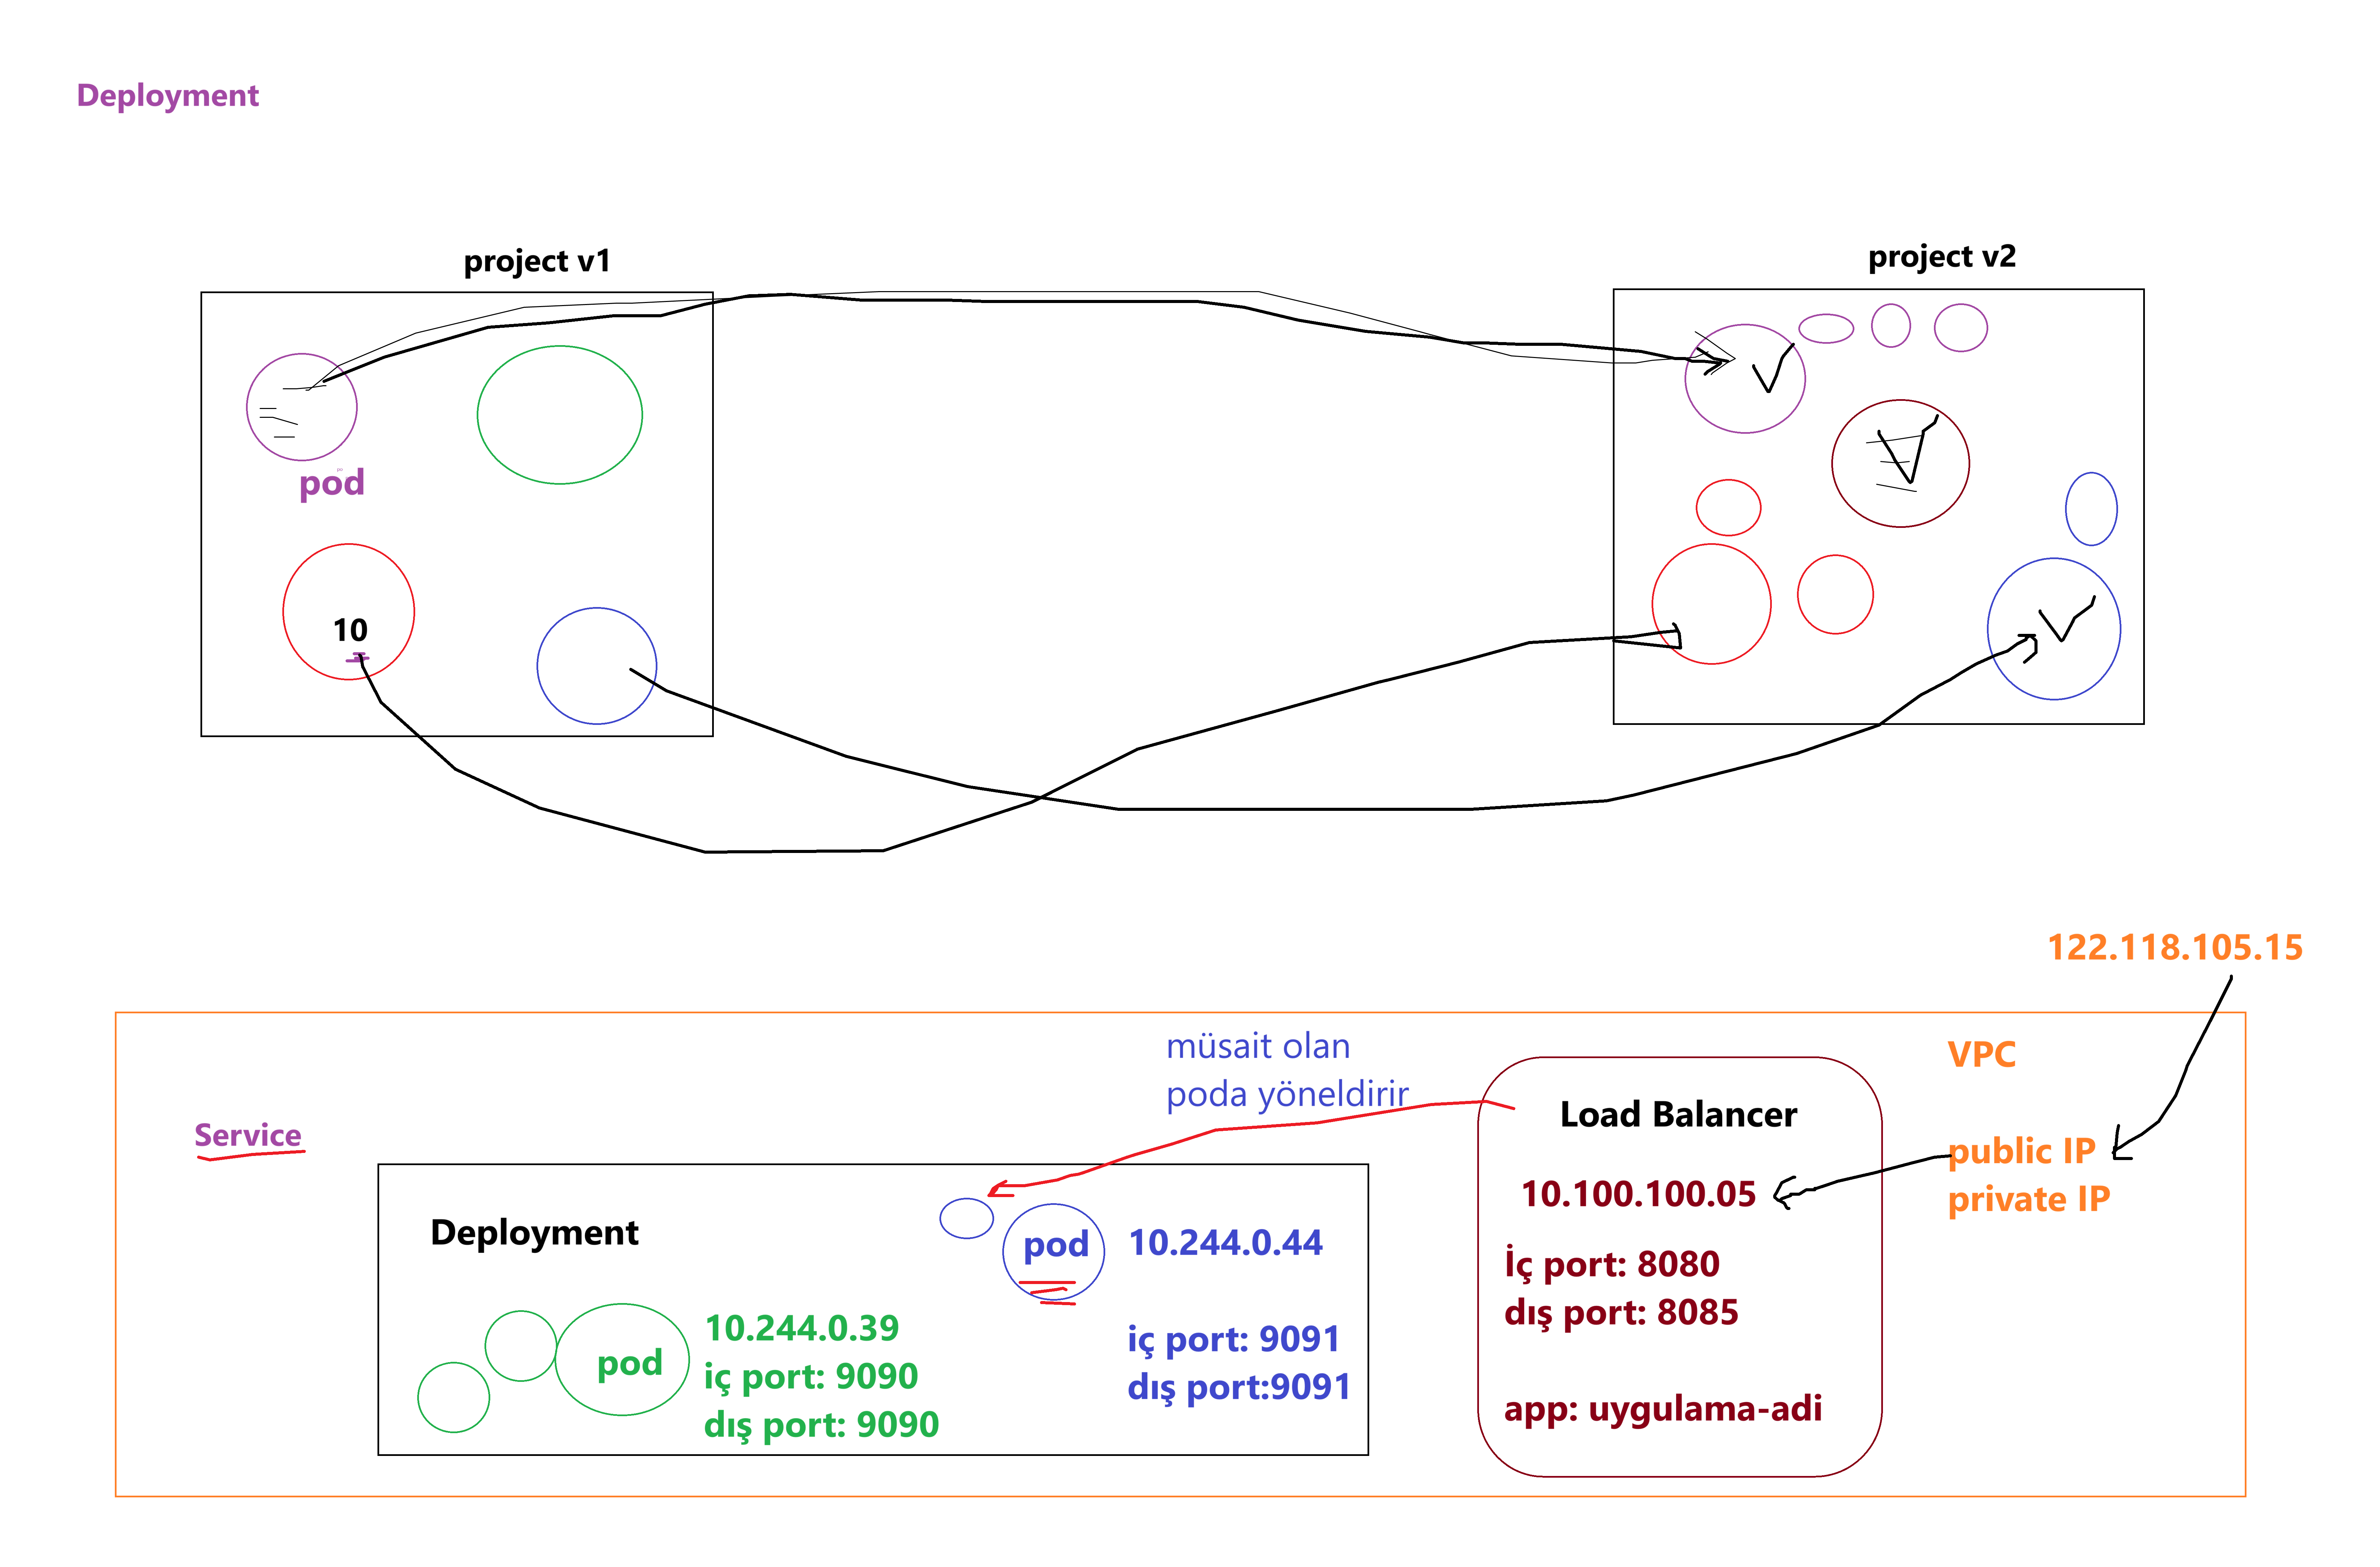 Deployment
project v1
project v2
pod
10
122.118.105.15
müsait olan
poda yöneldirir
VPC
Service
Load Balancer
public IP
private IP
10.100.100.05
Deployment
pod
10.244.0.44
İç port: 8080
dış port: 8085
10.244.0.39
iç port: 9091
pod
iç port: 9090
dış port:9091
dış port: 9090
app: uygulama-adi